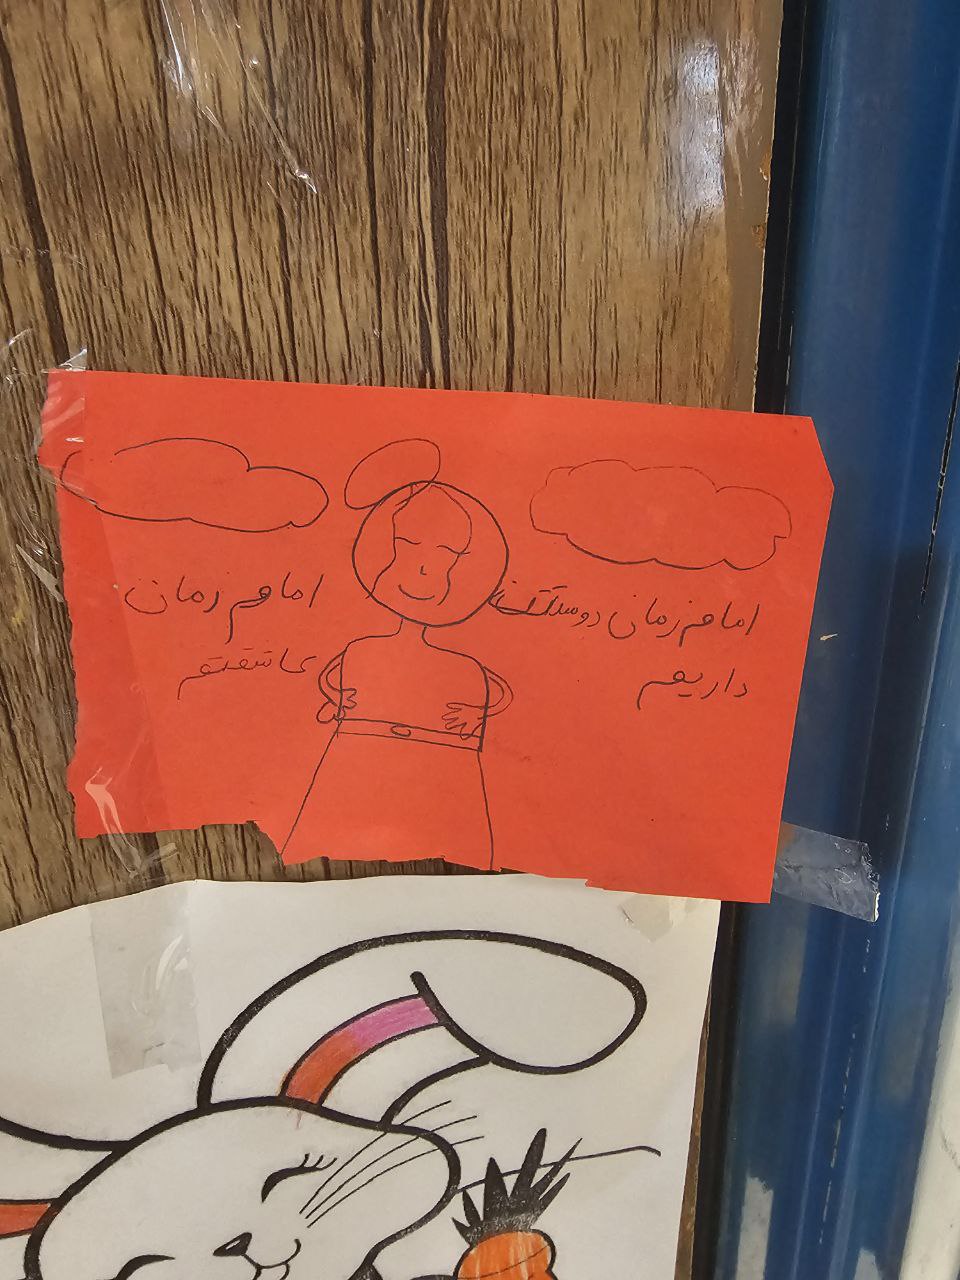 امام زمان دوستت
داریم
امام زمان
عاشقتم